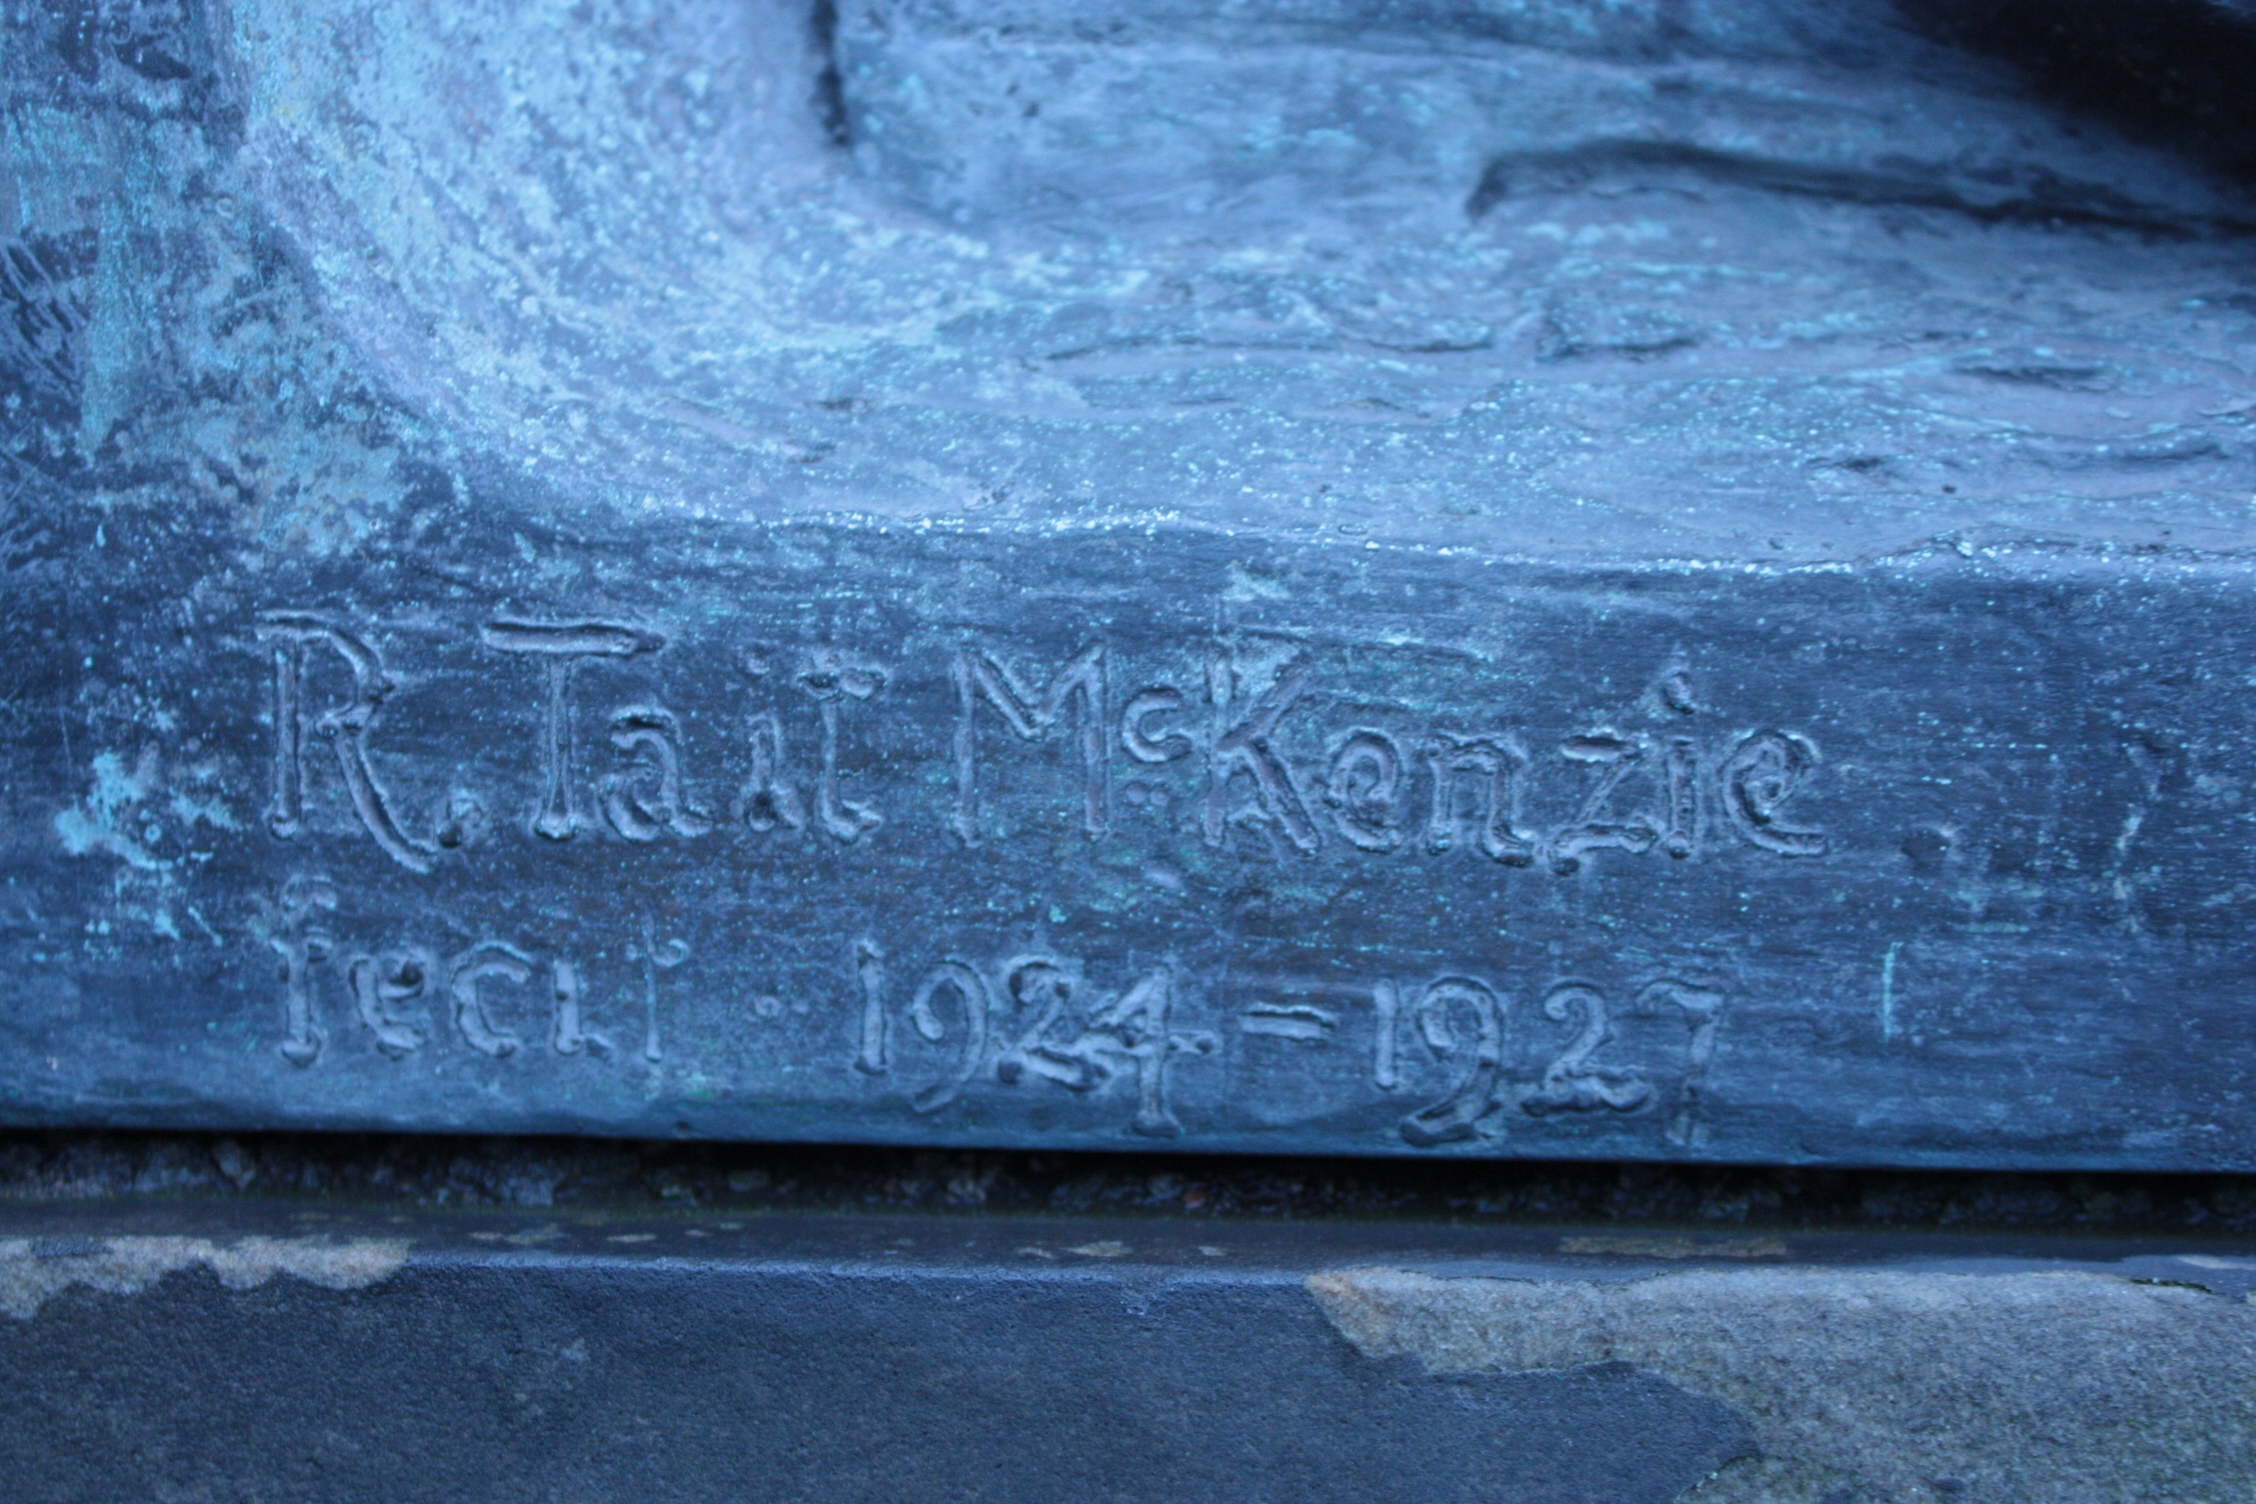 R. Tait McKenzie
fecit · 1924 - 1927